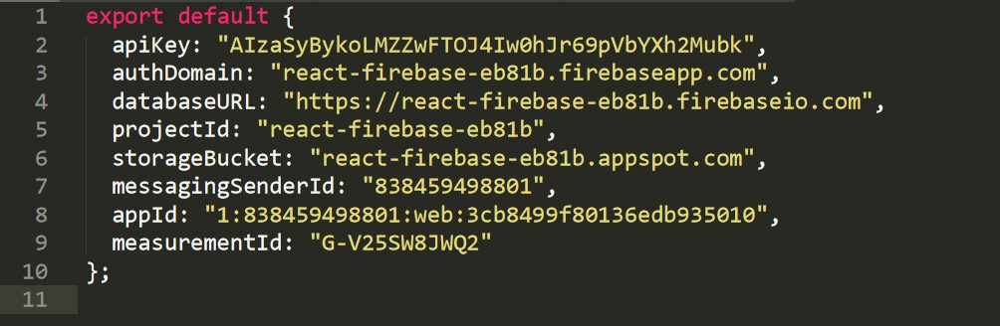 1 export default {
2 apiKey: "AIzaSyBykoLMZZwFTOJ4Iw0hJr69pVbYXh2Mubk",
3 authDomain: "react-firebase-eb81b.firebaseapp.com",
4 databaseURL: "https://react-firebase-eb81b.firebaseio.com",
5 projectId: "react-firebase-eb81b",
6 storageBucket: "react-firebase-eb81b.appspot.com",
7 messagingSenderId: "838459498801",
8 appId: "1:838459498801:web:3cb8499f80136edb935010",
9 measurementId: "G-V25SW8JWQ2"
10 };
11